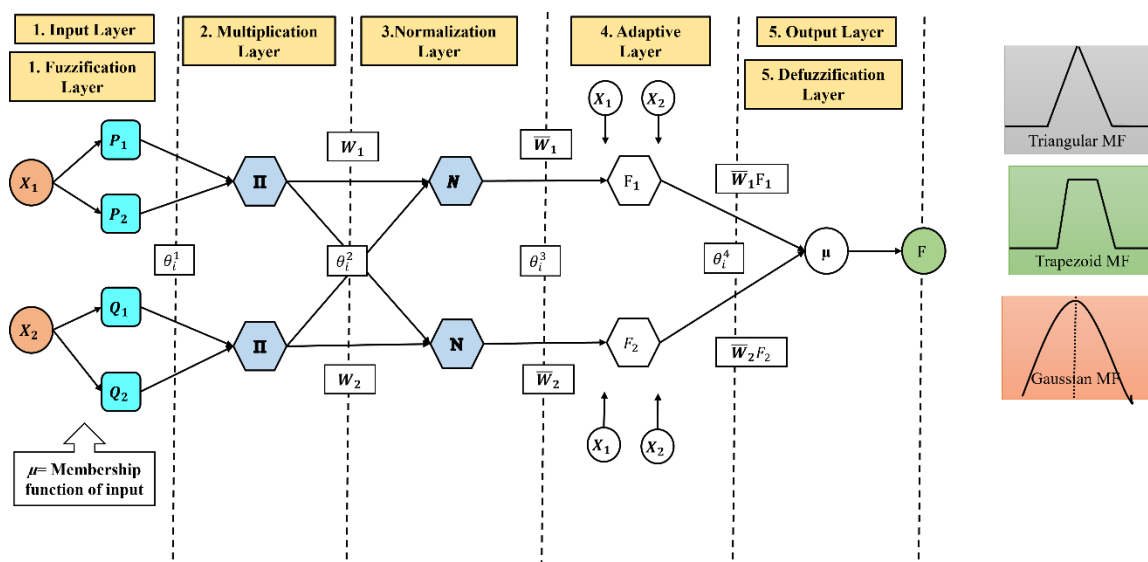 1. Input Layer
1. Fuzzification
Layer
2. Multiplication
Layer
3.Normalization
Layer
4. Adaptive
Layer
5. Output Layer
5. Defuzzification
Layer
X₁
X₂
P₁
P₂
Q₁
Q₂
θᵢ¹
Π
Π
W₁
θᵢ²
W₂
N
N
W̅₁
θᵢ³
W̅₂
X₁
X₂
F₁
F₂
X₁
X₂
W̅₁F₁
θᵢ⁴
W̅₂F₂
μ
F
μ= Membership
function of input
Triangular MF
Trapezoid MF
Gaussian MF